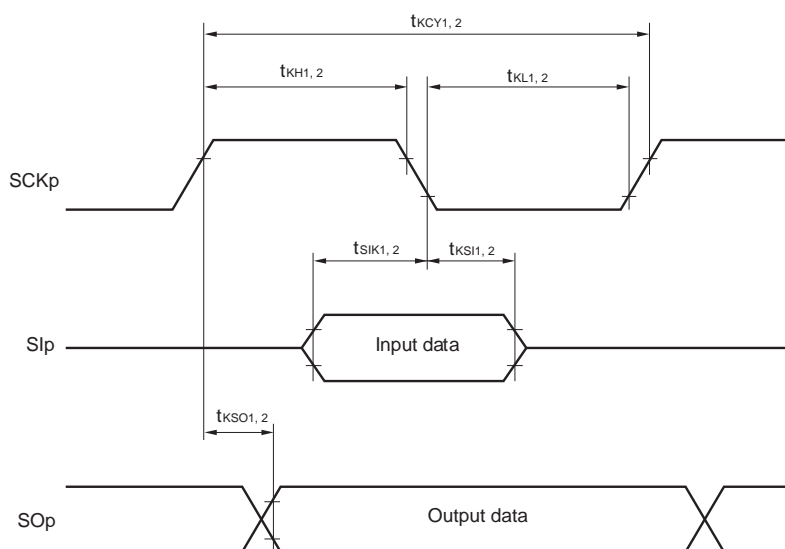 tKCY1, 2
tKH1, 2
tKL1, 2
SCKp
tSIK1, 2
tKSI1, 2
SIp
Input data
tKSO1, 2
SOp
Output data